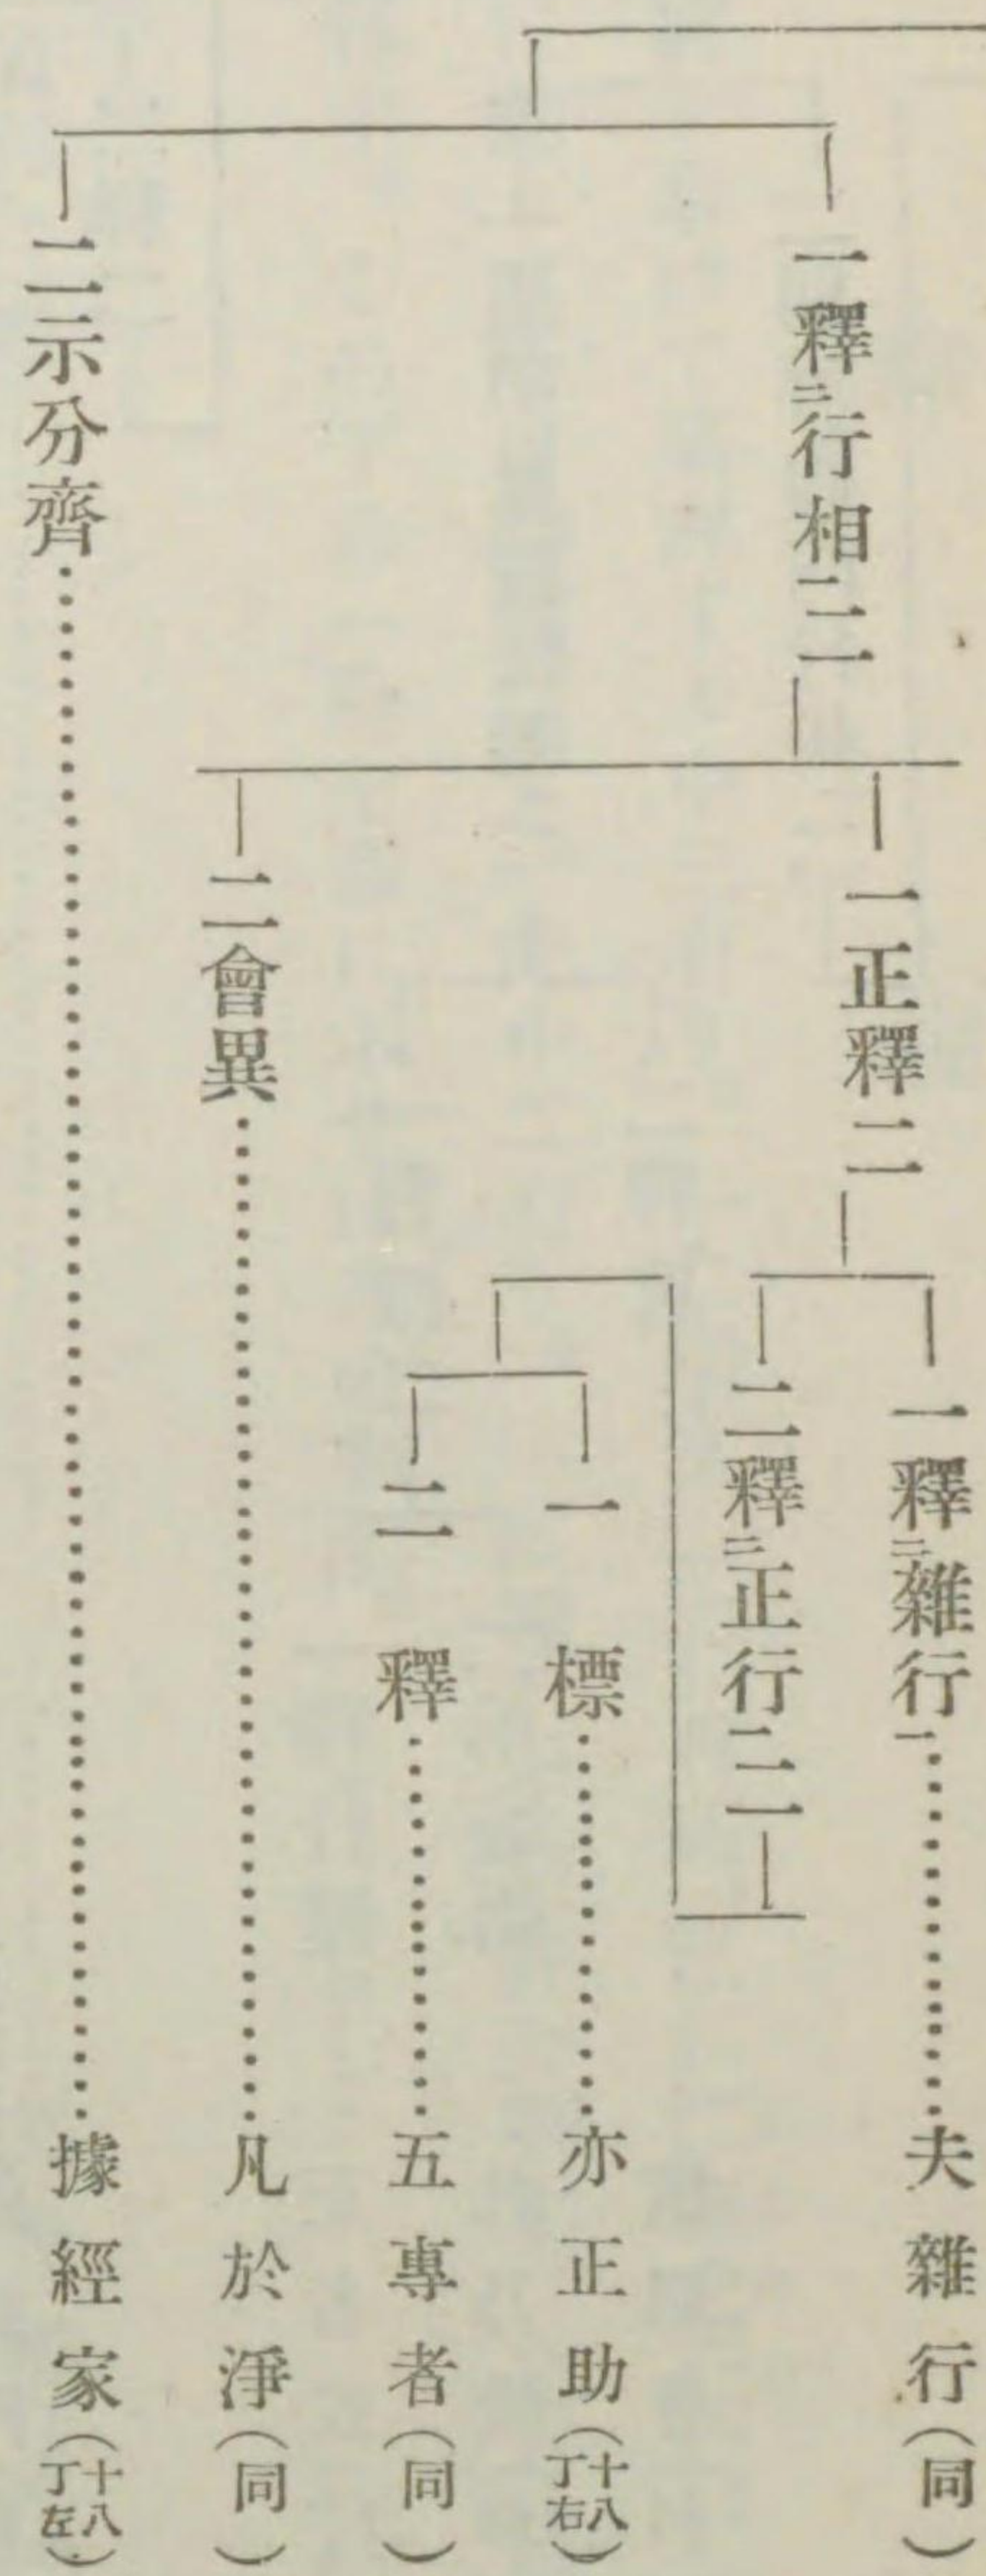 一釋㆓行相㆒二
一正釋二
一釋㆓雜行㆒……夫雜行(同)
二釋㆓正行㆒二
一標……亦正助(十八丁右)
二釋……五專者(同)
二會異……凡於淨(同)
二示分齊……據經家(十八丁左)